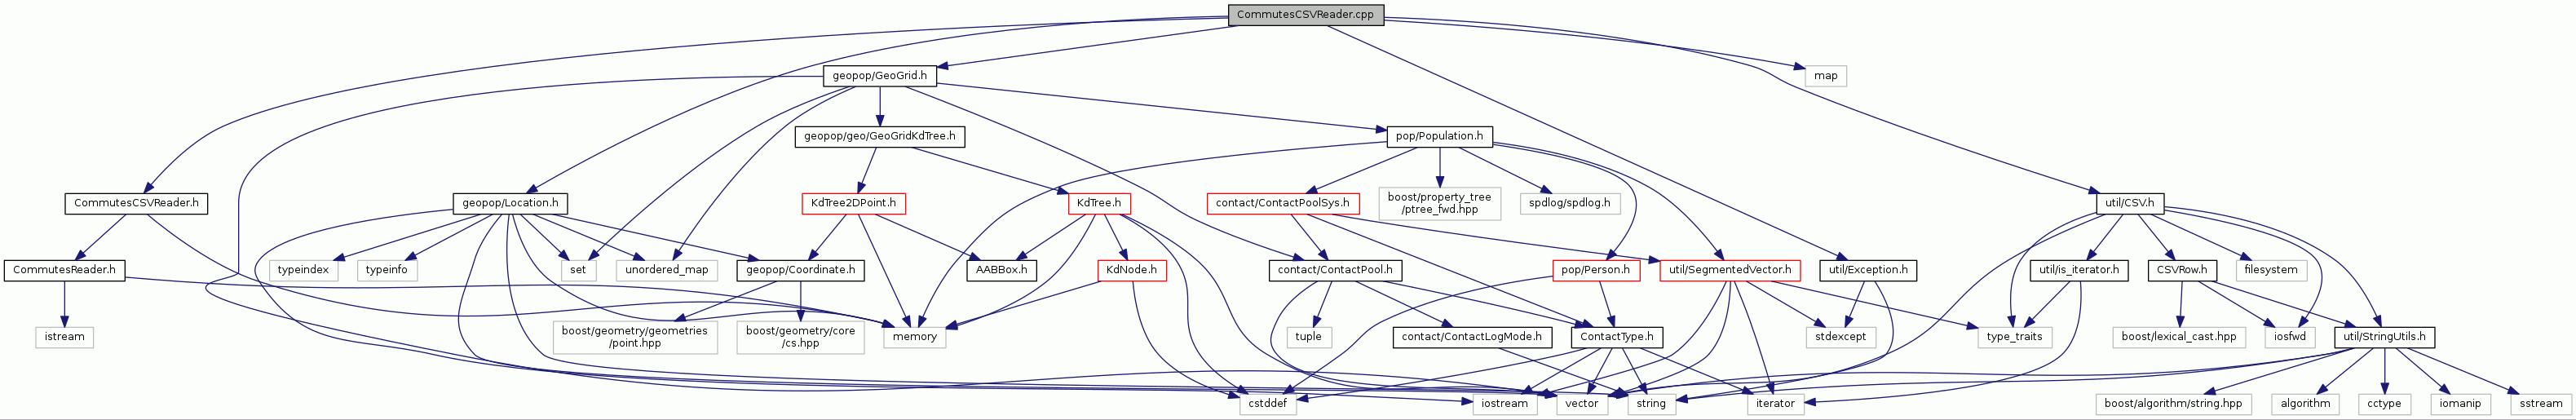 CommutesCSVReader.cpp
geopop/GeoGrid.h
map
geopop/geo/GeoGridKdTree.h
pop/Population.h
CommutesCSVReader.h
geopop/Location.h
KdTree2DPoint.h
KdTree.h
contact/ContactPoolSys.h
boost/property_tree
/ptree_fwd.hpp
spdlog/spdlog.h
util/CSV.h
CommutesReader.h
typeindex
typeinfo
set
unordered_map
geopop/Coordinate.h
AABBox.h
KdNode.h
contact/ContactPool.h
pop/Person.h
util/SegmentedVector.h
util/Exception.h
util/is_iterator.h
CSVRow.h
filesystem
istream
boost/geometry/geometries
/point.hpp
boost/geometry/core
/cs.hpp
memory
tuple
contact/ContactLogMode.h
ContactType.h
stdexcept
type_traits
boost/lexical_cast.hpp
iosfwd
util/StringUtils.h
cstddef
iostream
vector
string
iterator
boost/algorithm/string.hpp
algorithm
cctype
iomanip
sstream